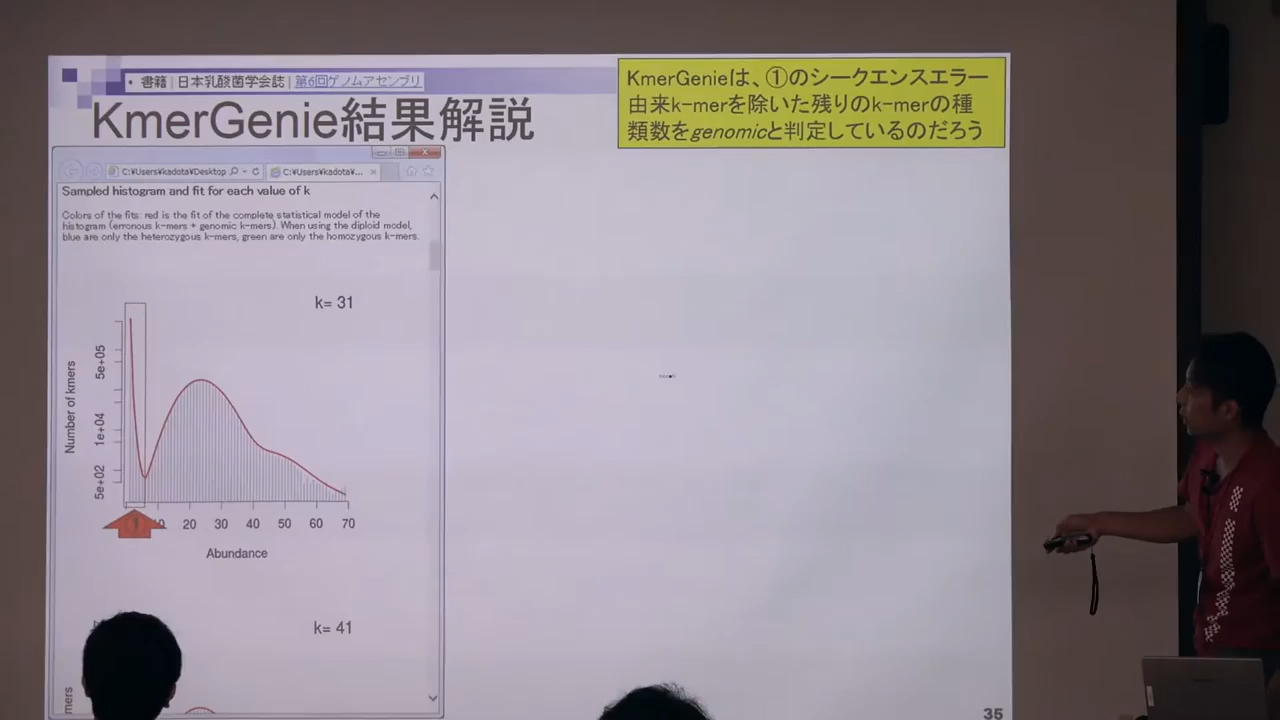 • 書籍 | 日本乳酸菌学会誌 | 第6回ゲノムアセンブリ
KmerGenie結果解説
KmerGenieは、①のシークエンスエラー
由来k-merを除いた残りのk-merの種
類数をgenomicと判定しているのだろう
C:¥Users¥kadota¥Desktop
C:¥Users¥kadota¥...
Sampled histogram and fit for each value of k
Colors of the fits: red is the fit of the complete statistical model of the
histogram (erronous k-mers + genomic k-mers). When using the diploid model,
blue are only the heterozygous k-mers, green are only the homozygous k-mers.
k= 31
Number of kmers
5e+05
1e+04
5e+02
20 30 40 50 60 70
Abundance
k= 41
mers
35